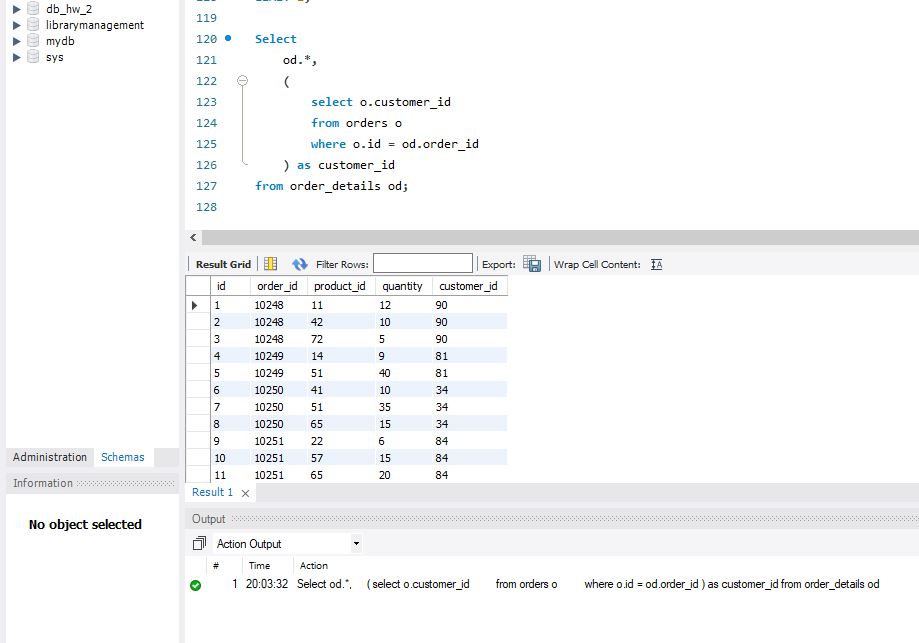 db_hw_2
librarymanagement
mydb
sys
119
120 Select
121 od.*,
122 (
123 select o.customer_id
124 from orders o
125 where o.id = od.order_id
126 ) as customer_id
127 from order_details od;
128
Result Grid Filter Rows: Export: Wrap Cell Content: IA
id order_id product_id quantity customer_id
1 10248 11 12 90
2 10248 42 10 90
3 10248 72 5 90
4 10249 14 9 81
5 10249 51 40 81
6 10250 41 10 34
7 10250 51 35 34
8 10250 65 15 34
9 10251 22 6 84
10 10251 57 15 84
11 10251 65 20 84
Administration Schemas
Information
No object selected
Result 1 ×
Output
Action Output
# Time Action
1 20:03:32 Select od.*, ( select o.customer_id from orders o where o.id = od.order_id ) as customer_id from order_details od